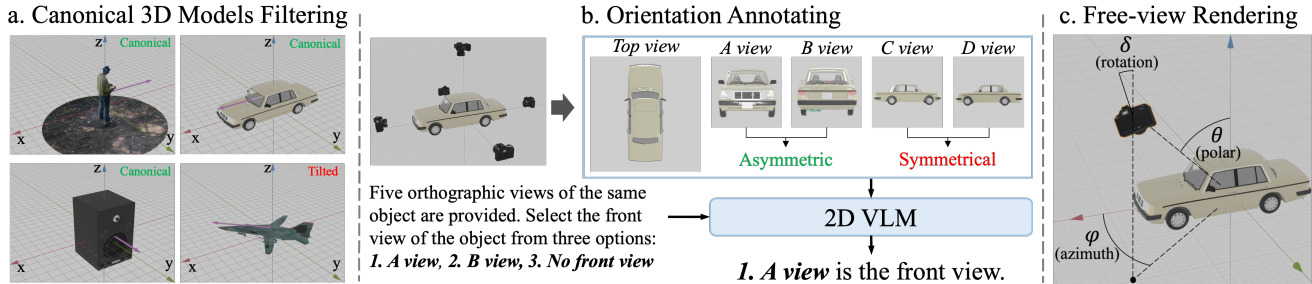 a. Canonical 3D Models Filtering
z
Canonical
x
y
z
Canonical
x
y
z
Canonical
x
y
z
Tilted
x
y
b. Orientation Annotating
Top view
A view
B view
C view
D view
Asymmetric
Symmetrical
Five orthographic views of the same
object are provided. Select the front
view of the object from three options:
1. A view, 2. B view, 3. No front view
2D VLM
1. A view is the front view.
c. Free-view Rendering
δ
(rotation)
θ
(polar)
φ
(azimuth)